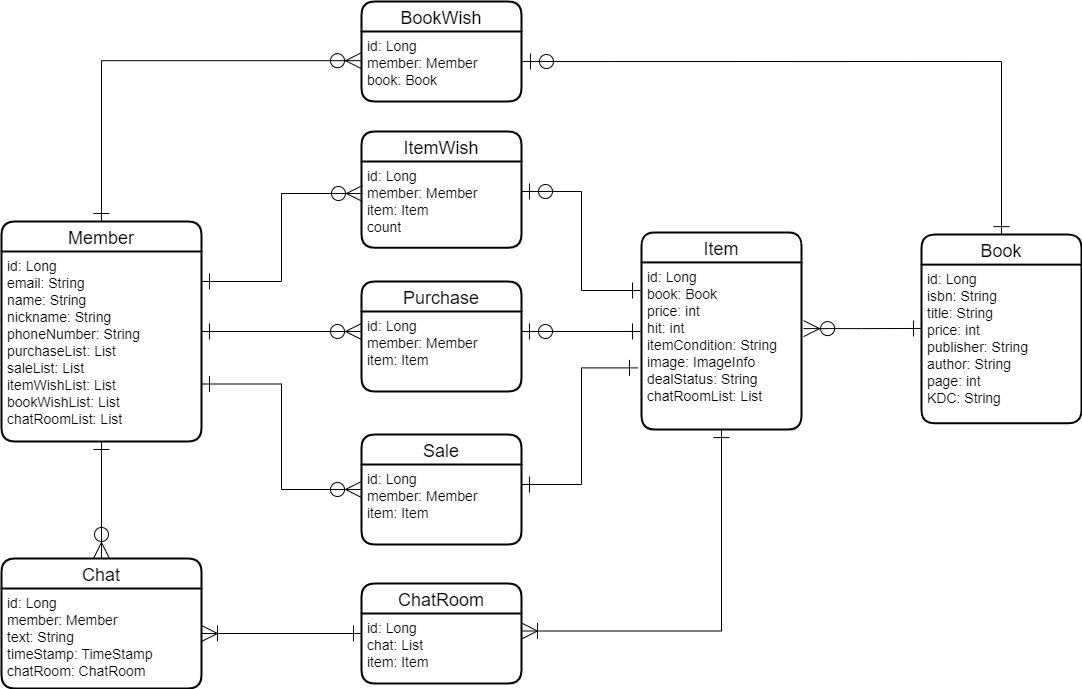 BookWish
id: Long
member: Member
book: Book
ItemWish
id: Long
member: Member
item: Item
count
Member
id: Long
email: String
name: String
nickname: String
phoneNumber: String
purchaseList: List
saleList: List
itemWishList: List
bookWishList: List
chatRoomList: List
Purchase
id: Long
member: Member
item: Item
Item
id: Long
book: Book
price: int
hit: int
itemCondition: String
image: ImageInfo
dealStatus: String
chatRoomList: List
Book
id: Long
isbn: String
title: String
price: int
publisher: String
author: String
page: int
KDC: String
Sale
id: Long
member: Member
item: Item
Chat
id: Long
member: Member
text: String
timeStamp: TimeStamp
chatRoom: ChatRoom
ChatRoom
id: Long
chat: List
item: Item